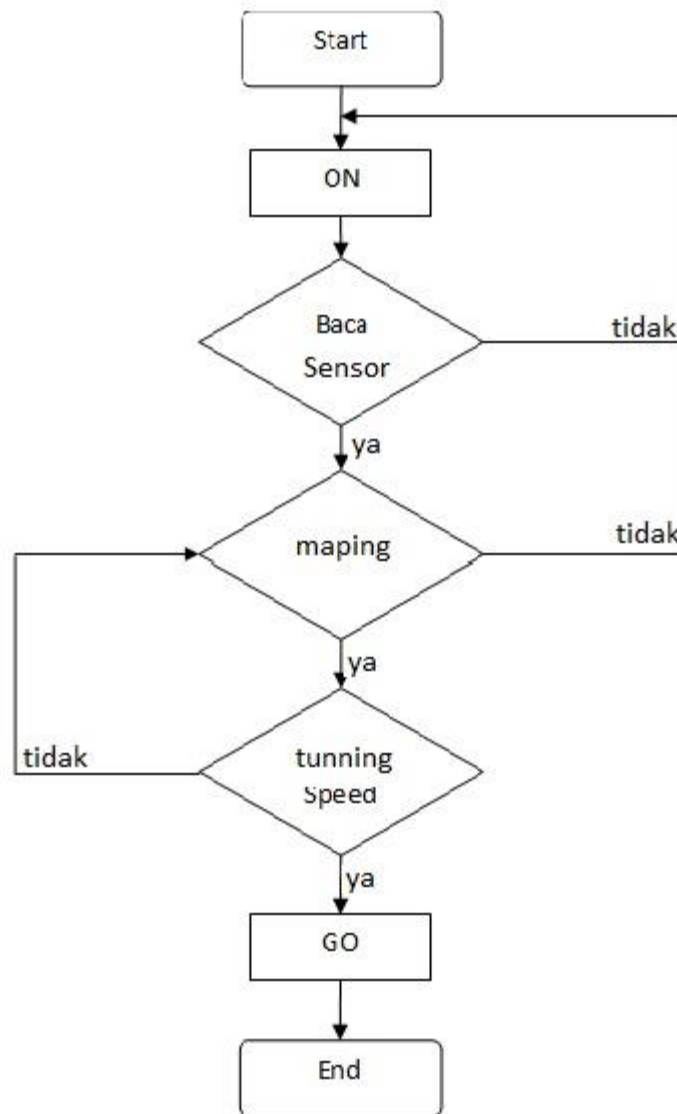 Start
ON
Baca
Sensor
tidak
ya
maping
tidak
ya
tunning
Speed
tidak
ya
GO
End